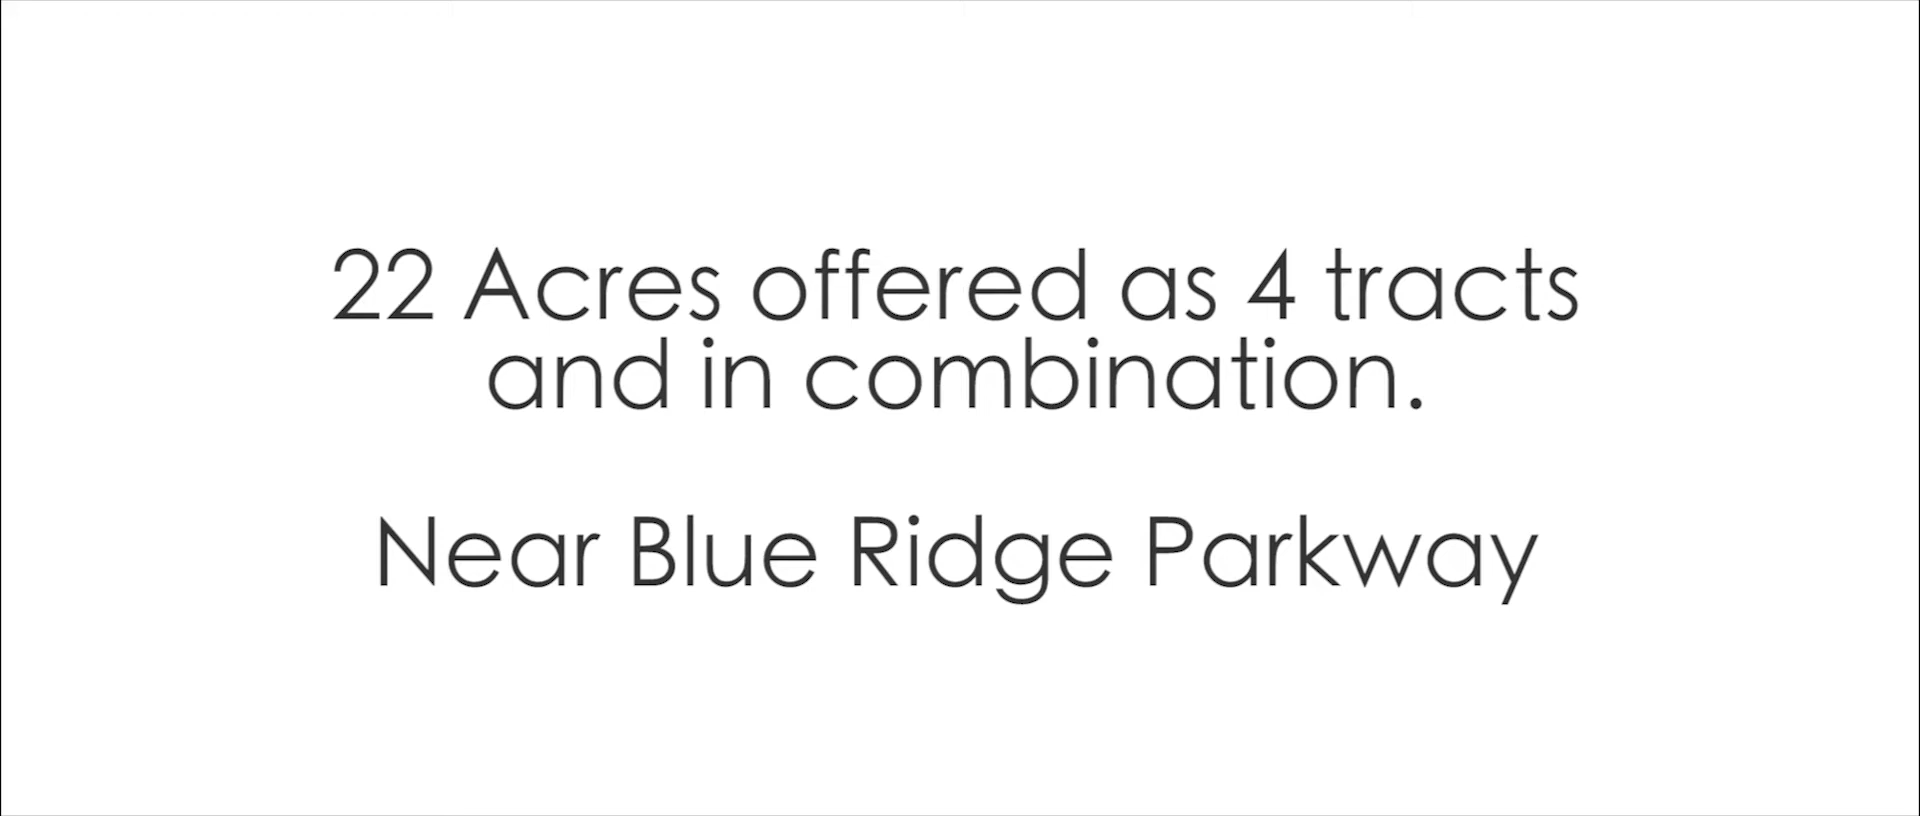 22 Acres offered as 4 tracts
and in combination.
Near Blue Ridge Parkway